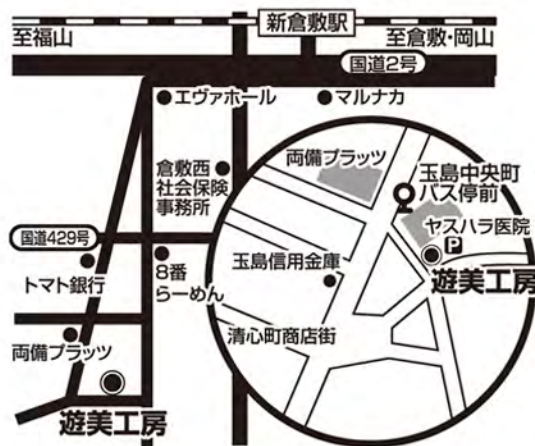 新倉敷駅
至福山
至倉敷・岡山
国道2号
エヴァホール
マルナカ
倉敷西
社会保険
事務所
両備プラッツ
玉島中央町
バス停前
ヤスハラ医院
P
遊美工房
国道429号
トマト銀行
8番
らーめん
玉島信用金庫
両備プラッツ
清心町商店街
遊美工房